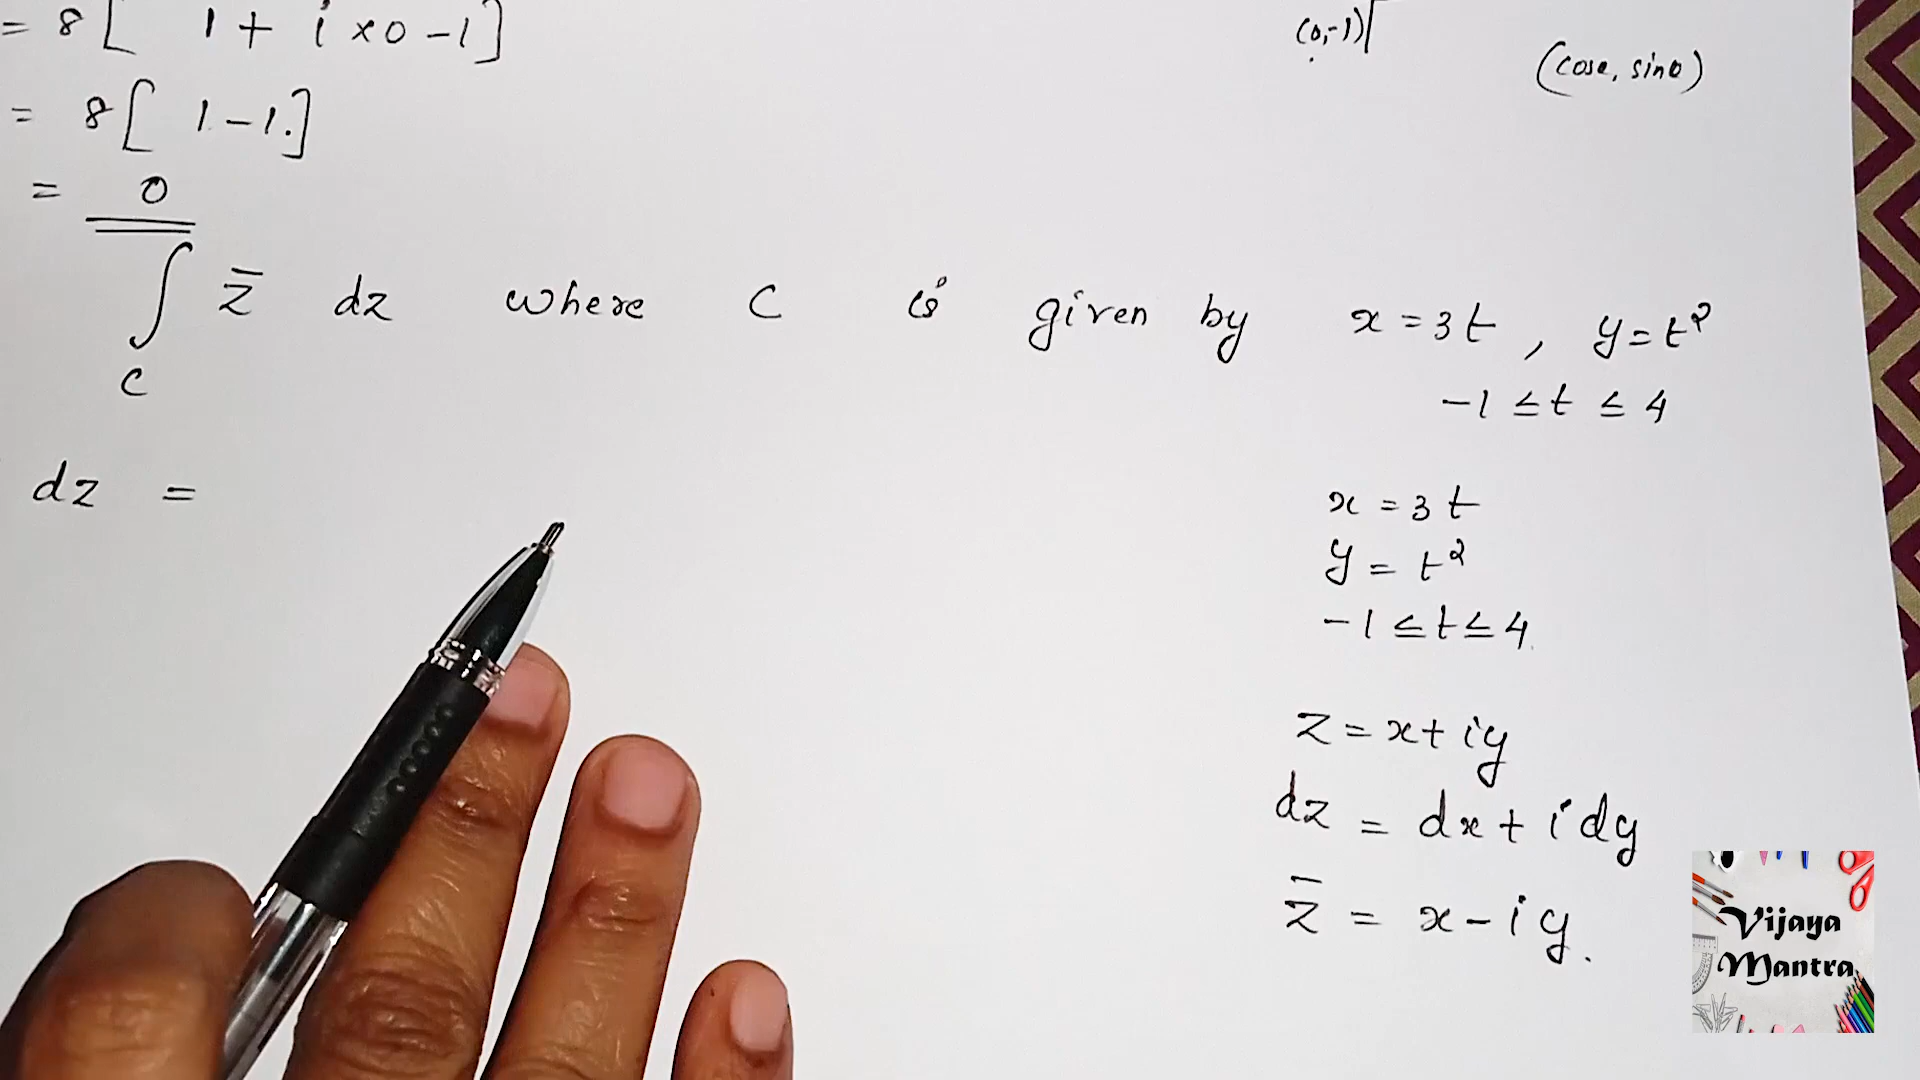 = 8[ 1 + i × 0 - 1]
(0,-1)
(cosθ, sinθ)
= 8[ 1 - 1.]
= 0
∫ z̄ dz where C is given by x = 3t , y = t²
C
-1 ≤ t ≤ 4
dz =
x = 3t
y = t²
-1 ≤ t ≤ 4.
z = x + iy
dz = dx + i dy
z̄ = x - iy.
Vijaya
Mantra